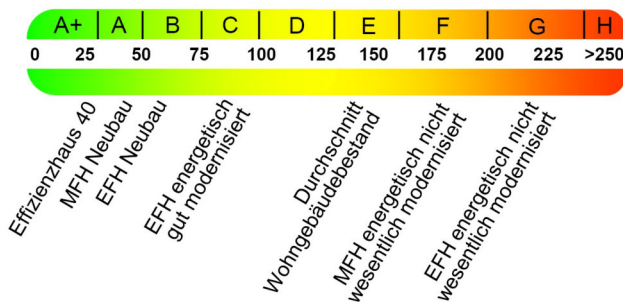 A+ A B C D E F G H
0 25 50 75 100 125 150 175 200 225 >250
Effizienzhaus 40
MFH Neubau
EFH Neubau
EFH energetisch
gut modernisiert
Durchschnitt
Wohngebäudebestand
MFH energetisch nicht
wesentlich modernisiert
EFH energetisch nicht
wesentlich modernisiert